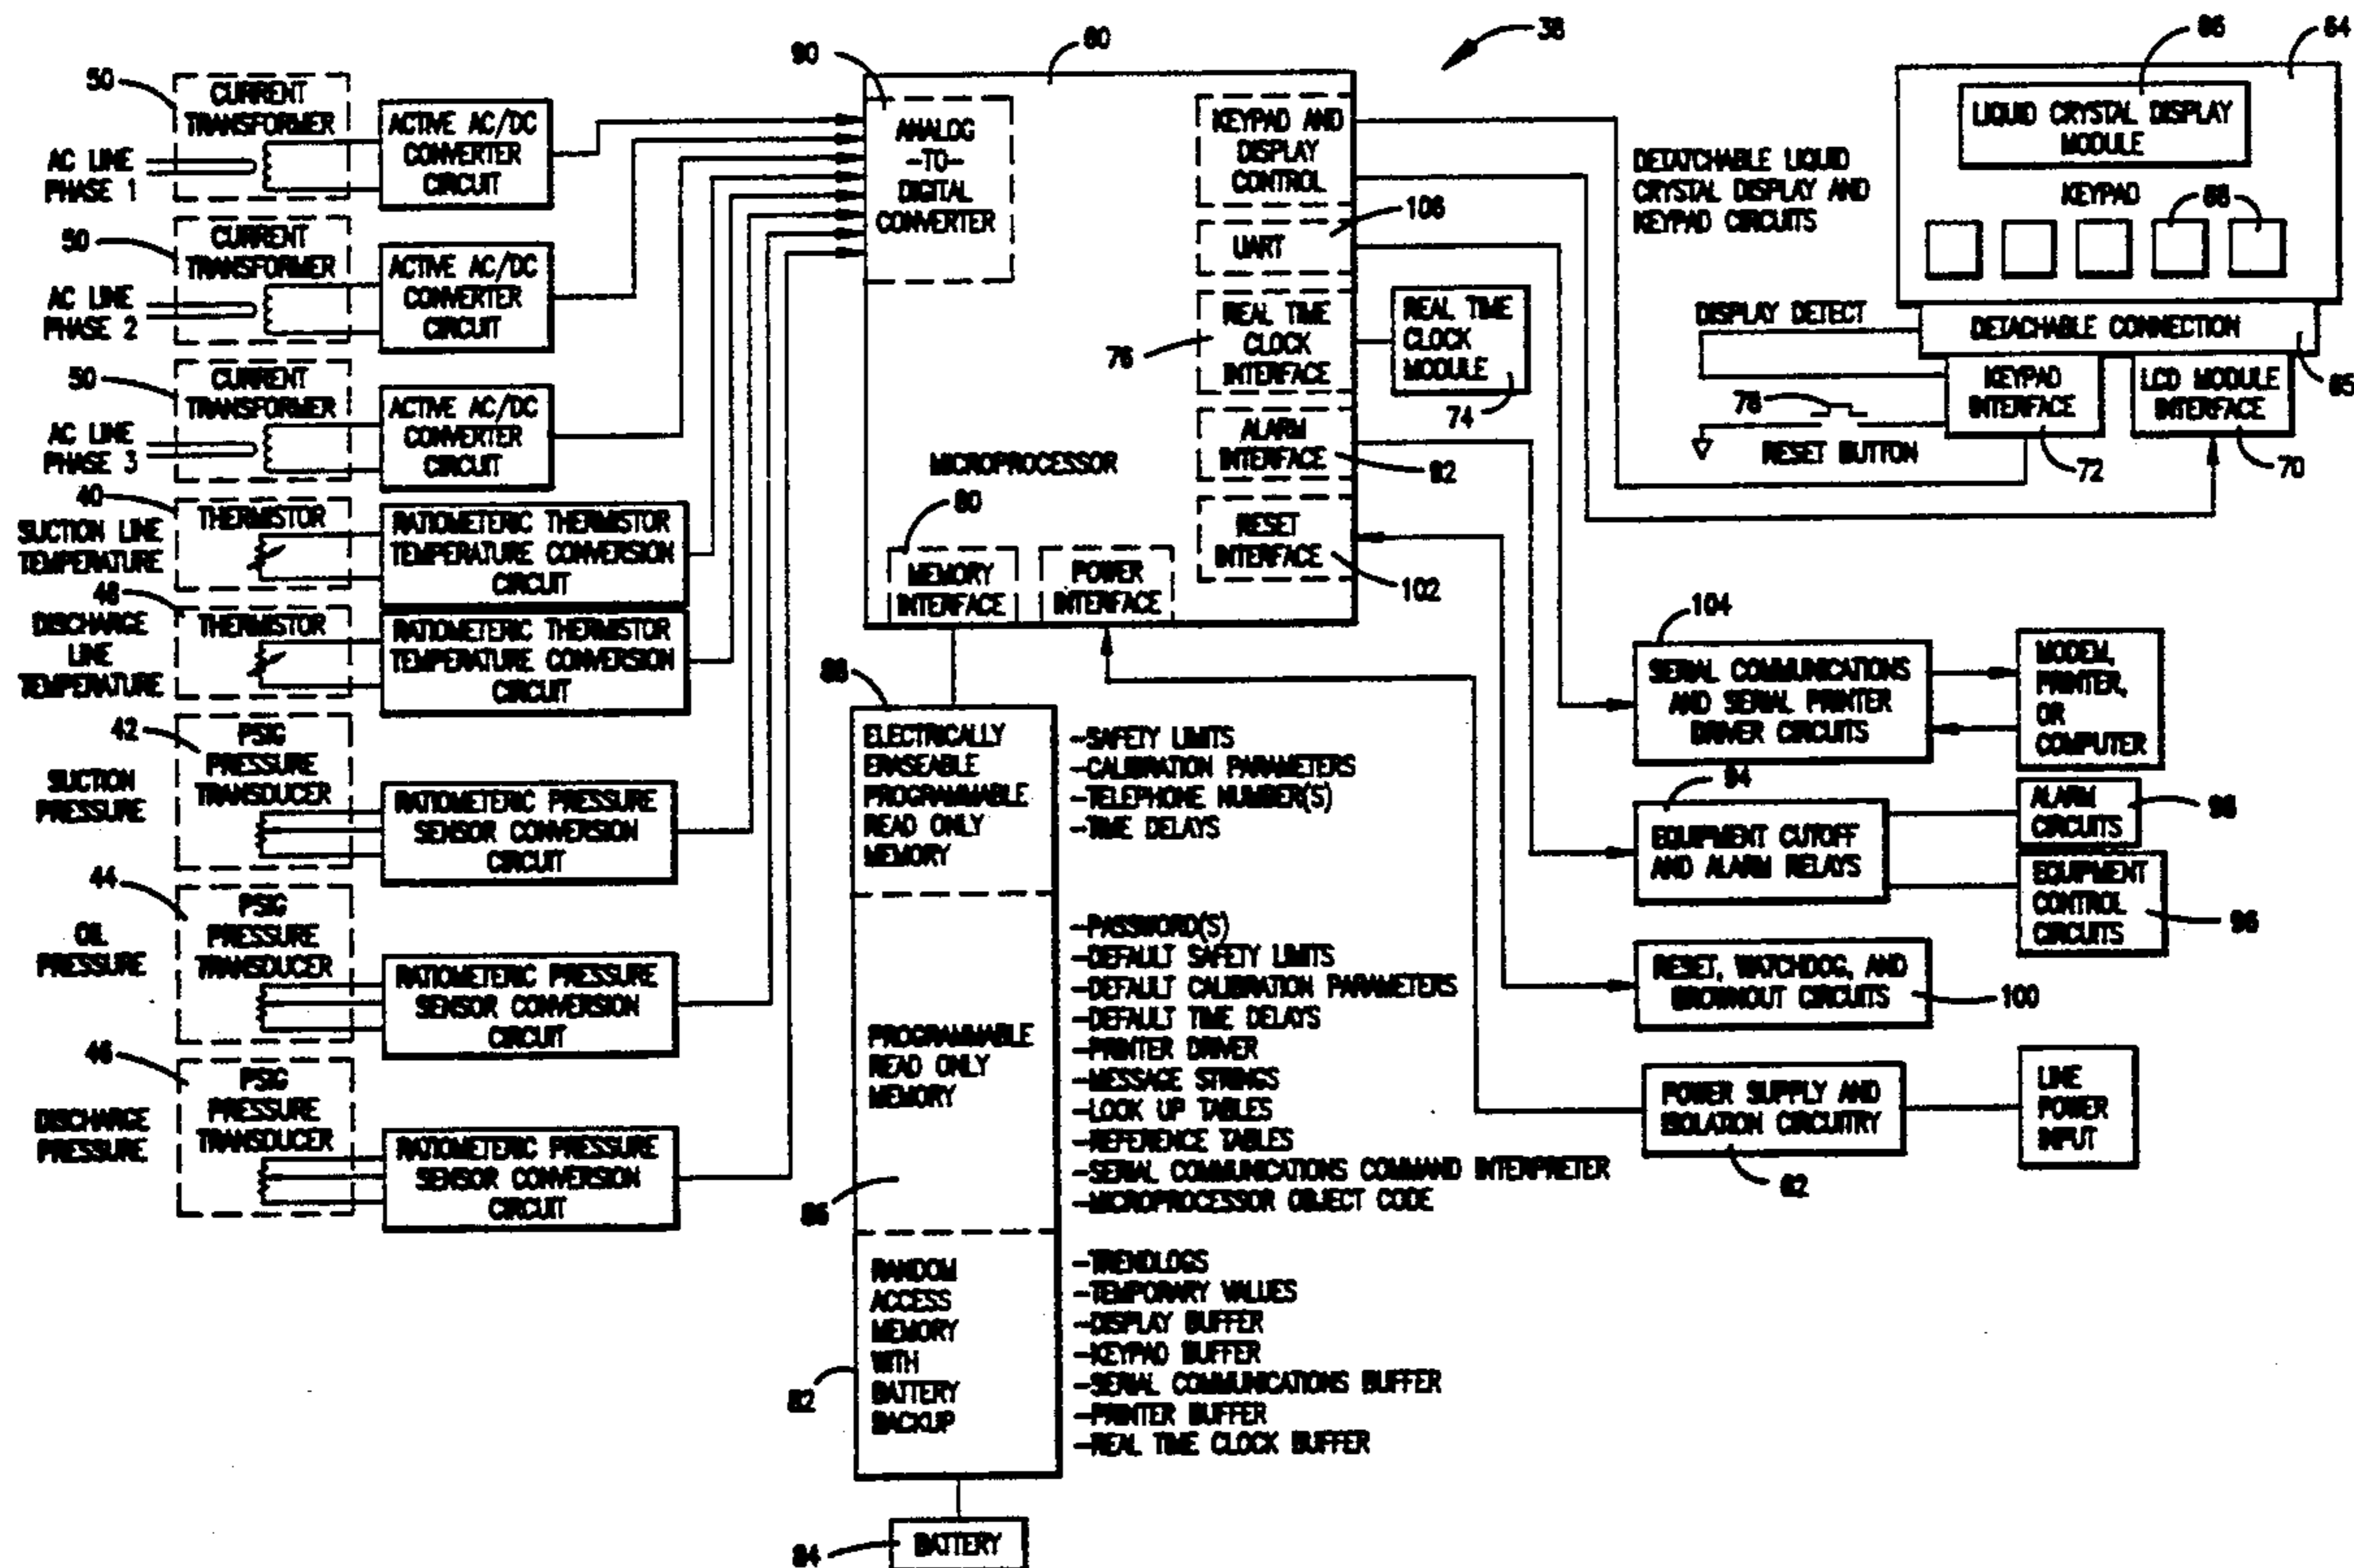 50
CURRENT
TRANSFORMER
AC LINE
PHASE 1
ACTIVE AC/DC
CONVERTER
CIRCUIT
50
CURRENT
TRANSFORMER
AC LINE
PHASE 2
ACTIVE AC/DC
CONVERTER
CIRCUIT
50
CURRENT
TRANSFORMER
AC LINE
PHASE 3
ACTIVE AC/DC
CONVERTER
CIRCUIT
40
SUCTION LINE
TEMPERATURE
THERMISTOR
RATIOMETERIC THERMISTOR
TEMPERATURE CONVERSION
CIRCUIT
48
DISCHARGE
LINE
TEMPERATURE
THERMISTOR
RATIOMETERIC THERMISTOR
TEMPERATURE CONVERSION
CIRCUIT
42
SUCTION
PRESSURE
PSIG
PRESSURE
TRANSDUCER
RATIOMETERIC PRESSURE
SENSOR CONVERSION
CIRCUIT
44
OIL
PRESSURE
PSIG
PRESSURE
TRANSDUCER
RATIOMETERIC PRESSURE
SENSOR CONVERSION
CIRCUIT
46
DISCHARGE
PRESSURE
PSIG
PRESSURE
TRANSDUCER
RATIOMETERIC PRESSURE
SENSOR CONVERSION
CIRCUIT
90
38
ANALOG
-TO-
DIGITAL
CONVERTER
MICROPROCESSOR
80
MEMORY
INTERFACE
POWER
INTERFACE
KEYPAD AND
DISPLAY
CONTROL
UART
REAL TIME
CLOCK
INTERFACE
76
REAL TIME
CLOCK
MODULE
74
ALARM
INTERFACE
92
RESET
INTERFACE
102
88
ELECTRICALLY
ERASEABLE
PROGRAMMABLE
READ ONLY
MEMORY
-SAFETY LIMITS
-CALIBRATION PARAMETERS
-TELEPHONE NUMBER(S)
-TIME DELAYS
PROGRAMMABLE
READ ONLY
MEMORY
86
-PASSWORD(S)
-DEFAULT SAFETY LIMITS
-DEFAULT CALIBRATION PARAMETERS
-DEFAULT TIME DELAYS
-PRINTER DRIVER
-MESSAGE STRINGS
-LOOK UP TABLES
-REFERENCE TABLES
-SERIAL COMMUNICATIONS COMMAND INTERPRETER
-MICROPROCESSOR OBJECT CODE
RANDOM
ACCESS
MEMORY
WITH
BATTERY
BACKUP
82
-TRENDLOGS
-TEMPORARY VALUES
-DISPLAY BUFFER
-KEYPAD BUFFER
-SERIAL COMMUNICATIONS BUFFER
-PRINTER BUFFER
-REAL TIME CLOCK BUFFER
84
BATTERY
64
LIQUID CRYSTAL DISPLAY
MODULE
KEYPAD
DETATCHABLE LIQUID
CRYSTAL DISPLAY AND
KEYPAD CIRCUITS
DISPLAY DETECT
DETACHABLE CONNECTION
65
KEYPAD
INTERFACE
72
LCD MODULE
INTERFACE
70
78
RESET BUTTON
104
SERIAL COMMUNICATIONS
AND SERIAL PRINTER
DRIVER CIRCUITS
MODEM,
PRINTER,
OR
COMPUTER
94
EQUIPMENT CUTOFF
AND ALARM RELAYS
ALARM
CIRCUITS
EQUIPMENT
CONTROL
CIRCUITS
96
RESET, WATCHDOG, AND
BROWNOUT CIRCUITS
100
POWER SUPPLY AND
ISOLATION CIRCUITRY
LINE
POWER
INPUT